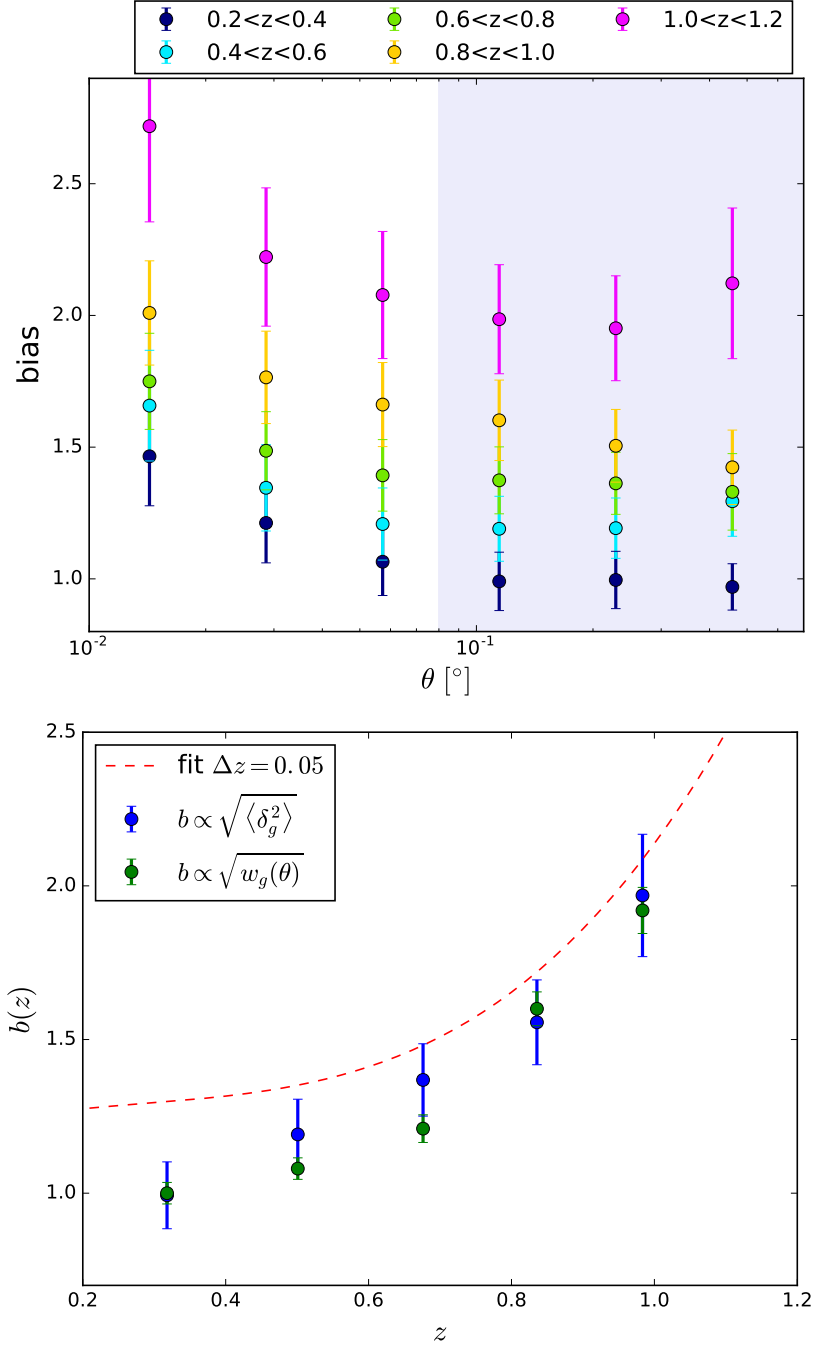 0.2<z<0.4 0.6<z<0.8 1.0<z<1.2
0.4<z<0.6 0.8<z<1.0
2.5
2.0
1.5
1.0
bias
10⁻² 10⁻¹
θ [°]
2.5
2.0
1.5
1.0
b(z)
fit Δz = 0.05
b ∝ √⟨δ_g^2⟩
b ∝ √w_g(θ)
0.2 0.4 0.6 0.8 1.0 1.2
z